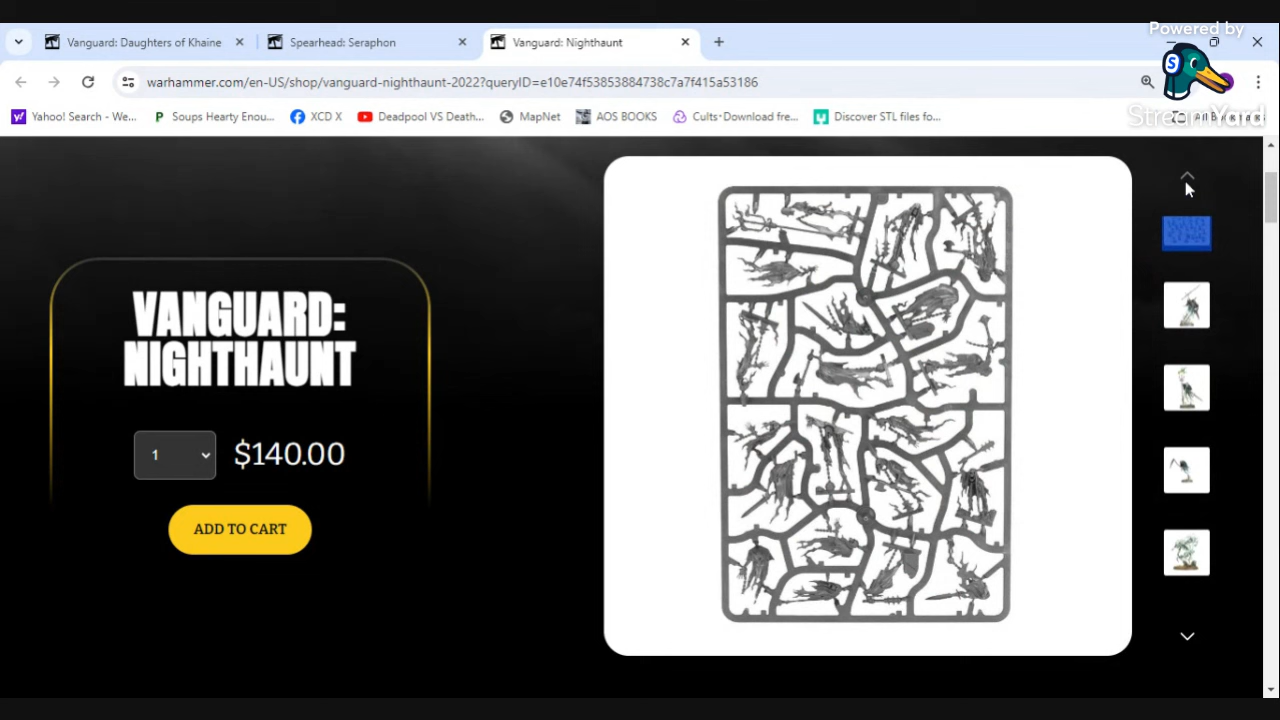 Powered by
StreamYard
Vanguard: Daughters of Khaine
Spearhead: Seraphon
Vanguard: Nighthaunt
warhammer.com/en-US/shop/vanguard-nighthaunt-2022?queryID=e10e74f53853884738c7a7f415a53186
Yahoo! Search - We...
Soups Hearty Enou...
XCD X
Deadpool VS Death...
MapNet
AOS BOOKS
Cults･Download fre...
Discover STL files fo...
VANGUARD:
NIGHTHAUNT
1
$140.00
ADD TO CART